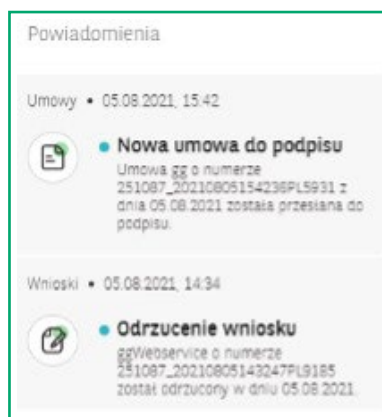 Powiadomienia
Umowy • 05.08.2021, 15:42
• Nowa umowa do podpisu
Umowa gg o numerze
251087_20210805154236PL5931 z
dnia 05.08.2021 została przesłana do
podpisu.
Wnioski • 05.08.2021, 14:34
• Odrzucenie wniosku
ggWebservice o numerze
251087_20210805143247PL9185
został odrzucony w dniu 05.08.2021.